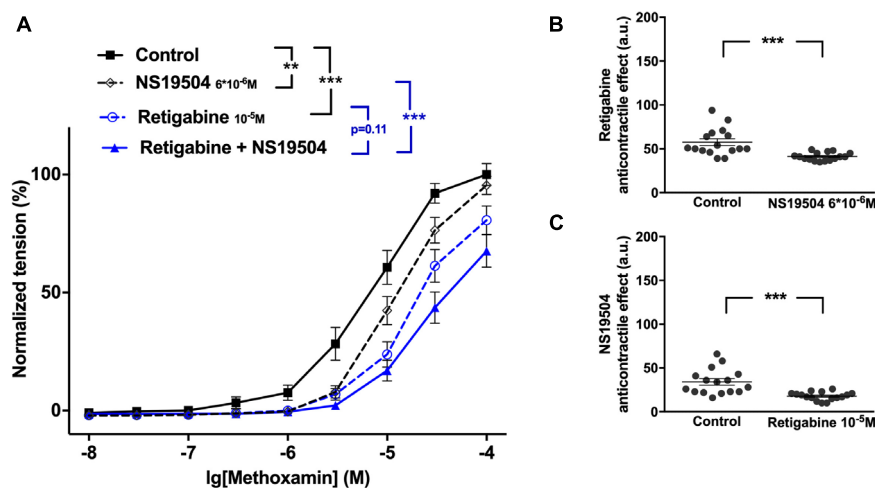 A
Control
**
***
NS19504 6*10⁻⁶M
Retigabine 10⁻⁵M
p=0.11
***
Retigabine + NS19504
Normalized tension (%)
100
50
0
-8 -7 -6 -5 -4
lg[Methoxamin] (M)
B
Retigabine
anticontractile effect (a.u.)
200
150
100
50
0
***
Control NS19504 6*10⁻⁶M
C
NS19504
anticontractile effect (a.u.)
200
150
100
50
0
***
Control Retigabine 10⁻⁵M